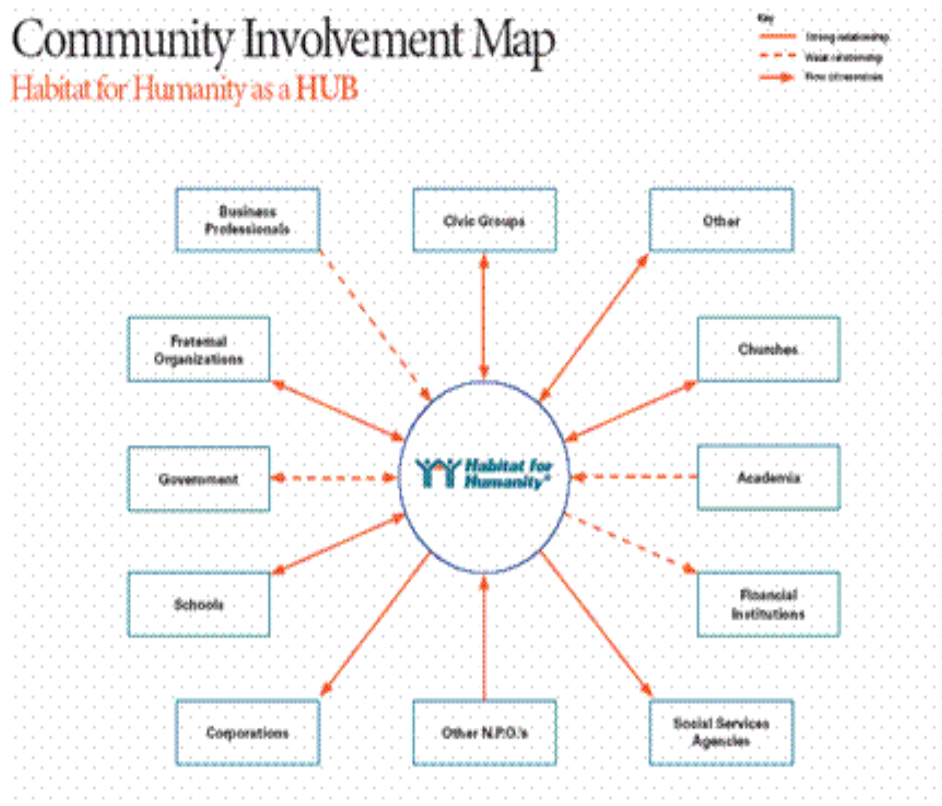 Community Involvement Map
Habitat for Humanity as a HUB
Key
Strong relationship
Weak relationship
Flow of resources
Business
Professionals
Civic Groups
Other
Fraternal
Organizations
Churches
Habitat for
Humanity®
Government
Academia
Schools
Financial
Institutions
Corporations
Other N.P.O.'s
Social Services
Agencies